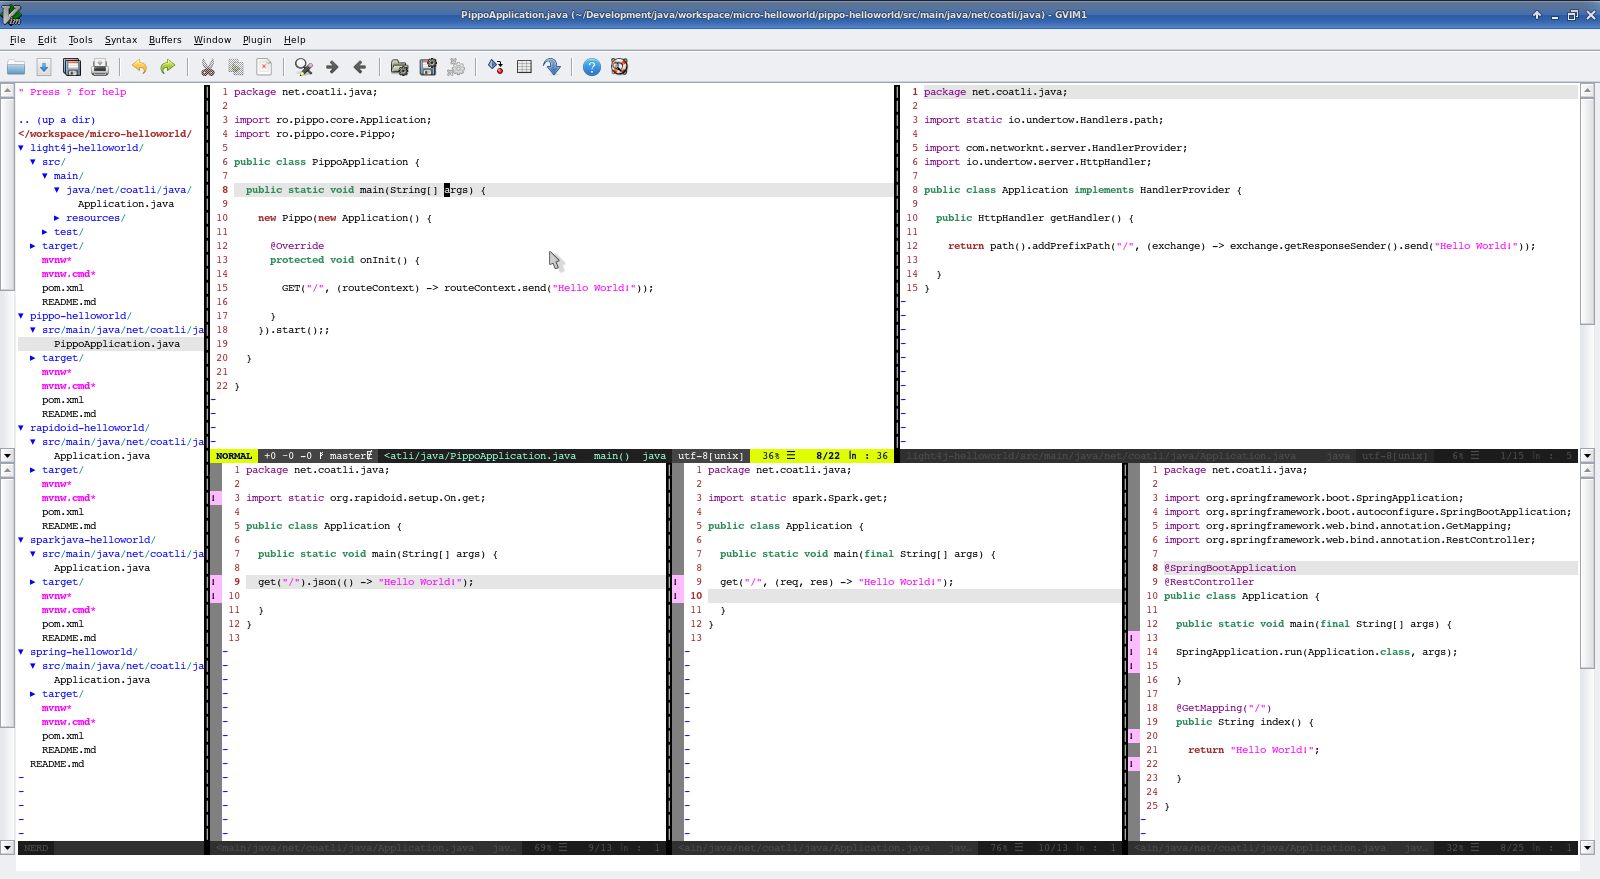 PippoApplication.java (~/Development/java/workspace/micro-helloworld/pippo-helloworld/src/main/java/net/coatli/java) - GVIM1
File Edit Tools Syntax Buffers Window Plugin Help
" Press ? for help
.. (up a dir)
</workspace/micro-helloworld/
▼ light4j-helloworld/
▼ src/
▼ main/
▼ java/net/coatli/java/
Application.java
▶ resources/
▶ test/
▶ target/
mvnw*
mvnw.cmd*
pom.xml
README.md
▼ pippo-helloworld/
▼ src/main/java/net/coatli/ja
PippoApplication.java
▶ target/
mvnw*
mvnw.cmd*
pom.xml
README.md
▼ rapidoid-helloworld/
▼ src/main/java/net/coatli/ja
Application.java
▶ target/
mvnw*
mvnw.cmd*
pom.xml
README.md
▼ sparkjava-helloworld/
▼ src/main/java/net/coatli/ja
Application.java
▶ target/
mvnw*
mvnw.cmd*
pom.xml
README.md
▼ spring-helloworld/
▼ src/main/java/net/coatli/ja
Application.java
▶ target/
mvnw*
mvnw.cmd*
pom.xml
README.md
README.md
NERD
1 package net.coatli.java;
2
3 import ro.pippo.core.Application;
4 import ro.pippo.core.Pippo;
5
6 public class PippoApplication {
7
8 public static void main(String[] args) {
9
10 new Pippo(new Application() {
11
12 @Override
13 protected void onInit() {
14
15 GET("/", (routeContext) -> routeContext.send("Hello World!"));
16
17 }
18 }).start();;
19
20 }
21
22 }
NORMAL +0 ~0 -0 master <atli/java/PippoApplication.java main() java utf-8[unix] 36% ☰ 8/22 ln : 36
1 package net.coatli.java;
2
3 import static io.undertow.Handlers.path;
4
5 import com.networknt.server.HandlerProvider;
6 import io.undertow.server.HttpHandler;
7
8 public class Application implements HandlerProvider {
9
10 public HttpHandler getHandler() {
11
12 return path().addPrefixPath("/", (exchange) -> exchange.getResponseSender().send("Hello World!"));
13
14 }
15 }
light4j-helloworld/src/main/java/net/coatli/java/Application.java java utf-8[unix] 6% ☰ 1/15 ln : 5
1 package net.coatli.java;
2
3 import static org.rapidoid.setup.On.get;
4
5 public class Application {
6
7 public static void main(String[] args) {
8
9 get("/").json(() -> "Hello World!");
10
11 }
12 }
13
<main/java/net/coatli/java/Application.java jav… 69% ☰ 9/13 ln : 1
1 package net.coatli.java;
2
3 import static spark.Spark.get;
4
5 public class Application {
6
7 public static void main(final String[] args) {
8
9 get("/", (req, res) -> "Hello World!");
10
11 }
12 }
13
<ain/java/net/coatli/java/Application.java jav… 76% ☰ 10/13 ln : 1
1 package net.coatli.java;
2
3 import org.springframework.boot.SpringApplication;
4 import org.springframework.boot.autoconfigure.SpringBootApplication;
5 import org.springframework.web.bind.annotation.GetMapping;
6 import org.springframework.web.bind.annotation.RestController;
7
8 @SpringBootApplication
9 @RestController
10 public class Application {
11
12 public static void main(final String[] args) {
13
14 SpringApplication.run(Application.class, args);
15
16 }
17
18 @GetMapping("/")
19 public String index() {
20
21 return "Hello World!";
22
23 }
24
25 }
<ain/java/net/coatli/java/Application.java jav… 32% ☰ 8/25 ln : 1